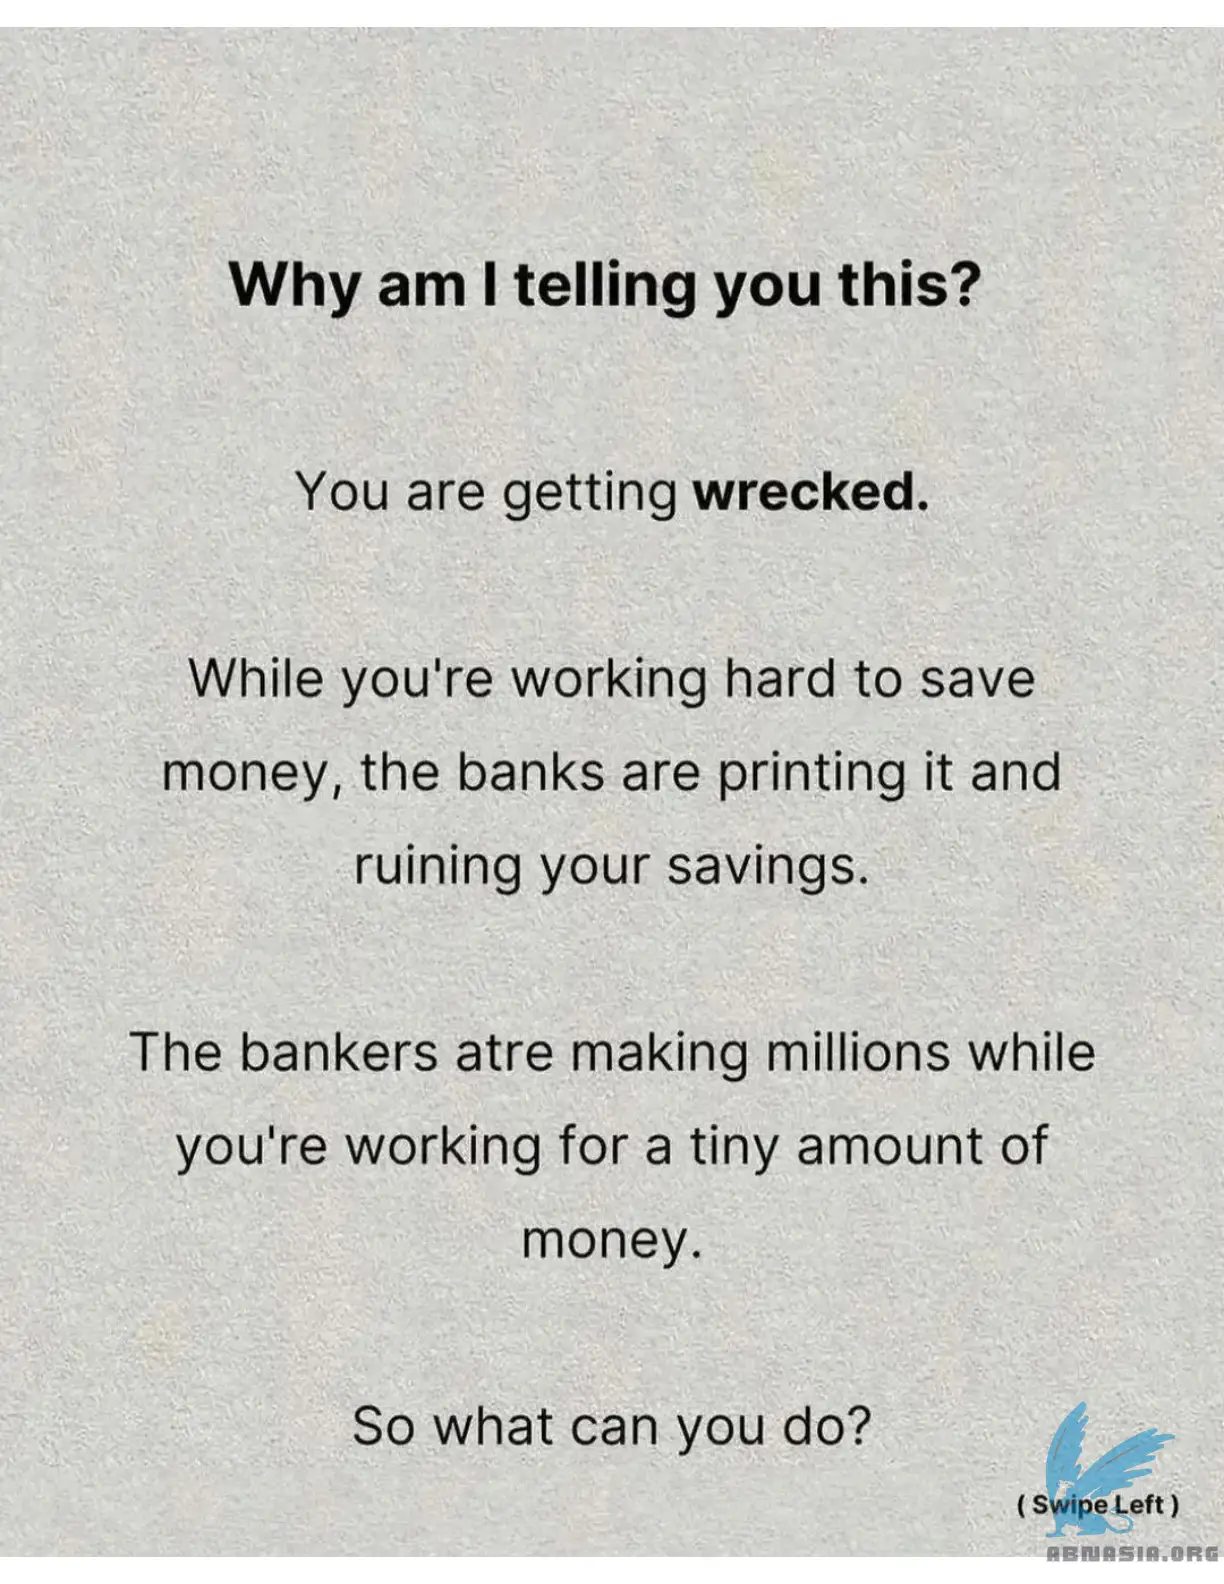 Why am I telling you this?
You are getting wrecked.
While you're working hard to save
money, the banks are printing it and
ruining your savings.
The bankers atre making millions while
you're working for a tiny amount of
money.
So what can you do?
( Swipe Left )
ABNASIA.ORG